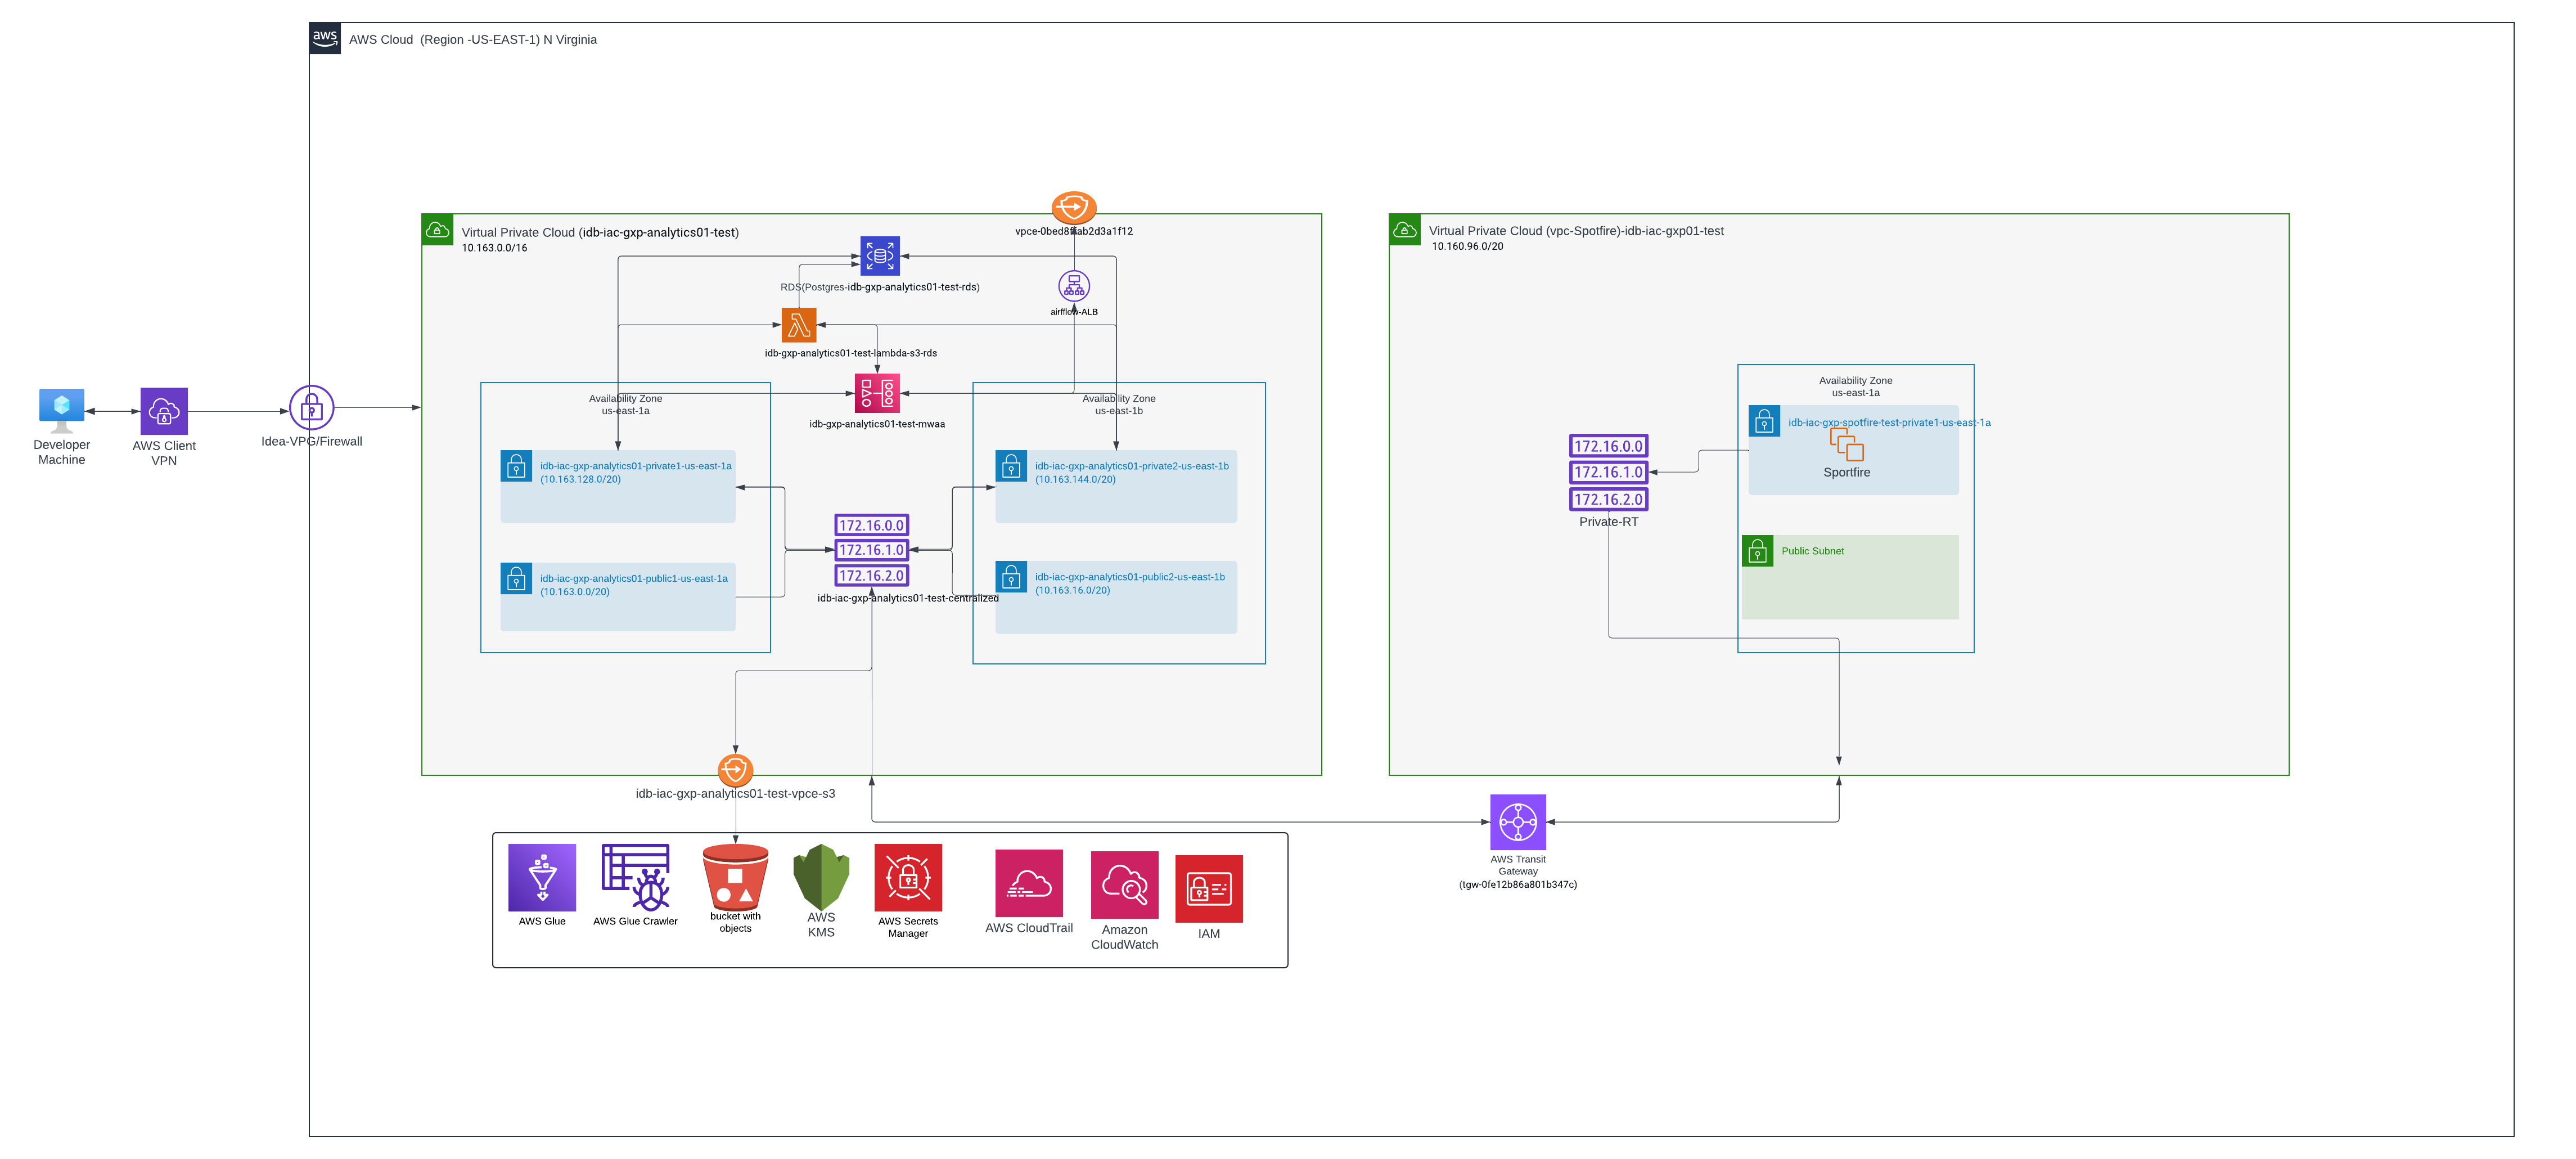 aws
AWS Cloud  (Region -US-EAST-1) N Virginia
Virtual Private Cloud (idb-iac-gxp-analytics01-test)
10.163.0.0/16
vpce-0bed8
ab2d3a1f12
RDS(Postgres-idb-gxp-analytics01-test-rds)
airfflow-ALB
idb-gxp-analytics01-test-lambda-s3-rds
idb-gxp-analytics01-test-mwaa
Availability Zone
us-east-1a
Availability Zone
us-east-1b
Developer
Machine
AWS Client
VPN
Idea-VPG/Firewall
idb-iac-gxp-analytics01-private1-us-east-1a
(10.163.128.0/20)
idb-iac-gxp-analytics01-private2-us-east-1b
(10.163.144.0/20)
172.16.0.0
172.16.1.0
172.16.2.0
idb-iac-gxp-analytics01-test-centralized
idb-iac-gxp-analytics01-public1-us-east-1a
(10.163.0.0/20)
idb-iac-gxp-analytics01-public2-us-east-1b
(10.163.16.0/20)
idb-iac-gxp-analytics01-test-vpce-s3
AWS Glue
AWS Glue Crawler
bucket with
objects
AWS
KMS
AWS Secrets
Manager
AWS CloudTrail
Amazon
CloudWatch
IAM
Virtual Private Cloud (vpc-Spotfire)-idb-iac-gxp01-test
10.160.96.0/20
Availability Zone
us-east-1a
idb-iac-gxp-spotfire-test-private1-us-east-1a
Sportfire
172.16.0.0
172.16.1.0
172.16.2.0
Private-RT
Public Subnet
AWS Transit
Gateway
(tgw-0fe12b86a801b347c)